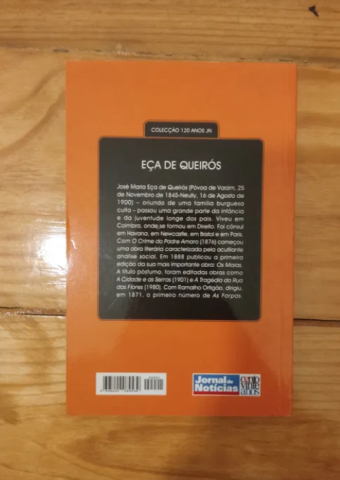 COLECÇÃO 120 ANOS JN
EÇA DE QUEIRÓS
José Maria Eça de Queirós (Póvoa de Varzim, 25
de Novembro de 1845-Neuilly, 16 de Agosto de
1900) – oriundo de uma família burguesa
culta – passou uma grande parte da infância
e da juventude longe dos pais. Viveu em
Coimbra, onde se formou em Direito. Foi cônsul
em Havana, em Newcastle, em Bristol e em Paris.
Com O Crime do Padre Amaro (1876) começou
uma obra literária caracterizada pela acutilante
análise social. Em 1888 publicou a primeira
edição da sua mais importante obra: Os Maias.
A título póstumo, foram editadas obras como
A Cidade e as Serras (1901) e A Tragédia da Rua
das Flores (1980). Com Ramalho Ortigão, dirigiu,
em 1871, o primeiro número de As Farpas.
Jornal de
Notícias